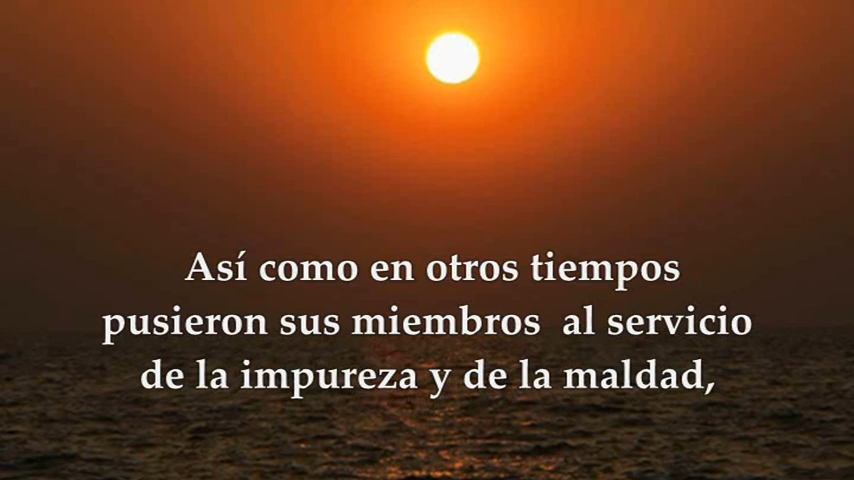 Así como en otros tiempos
pusieron sus miembros al servicio
de la impureza y de la maldad,